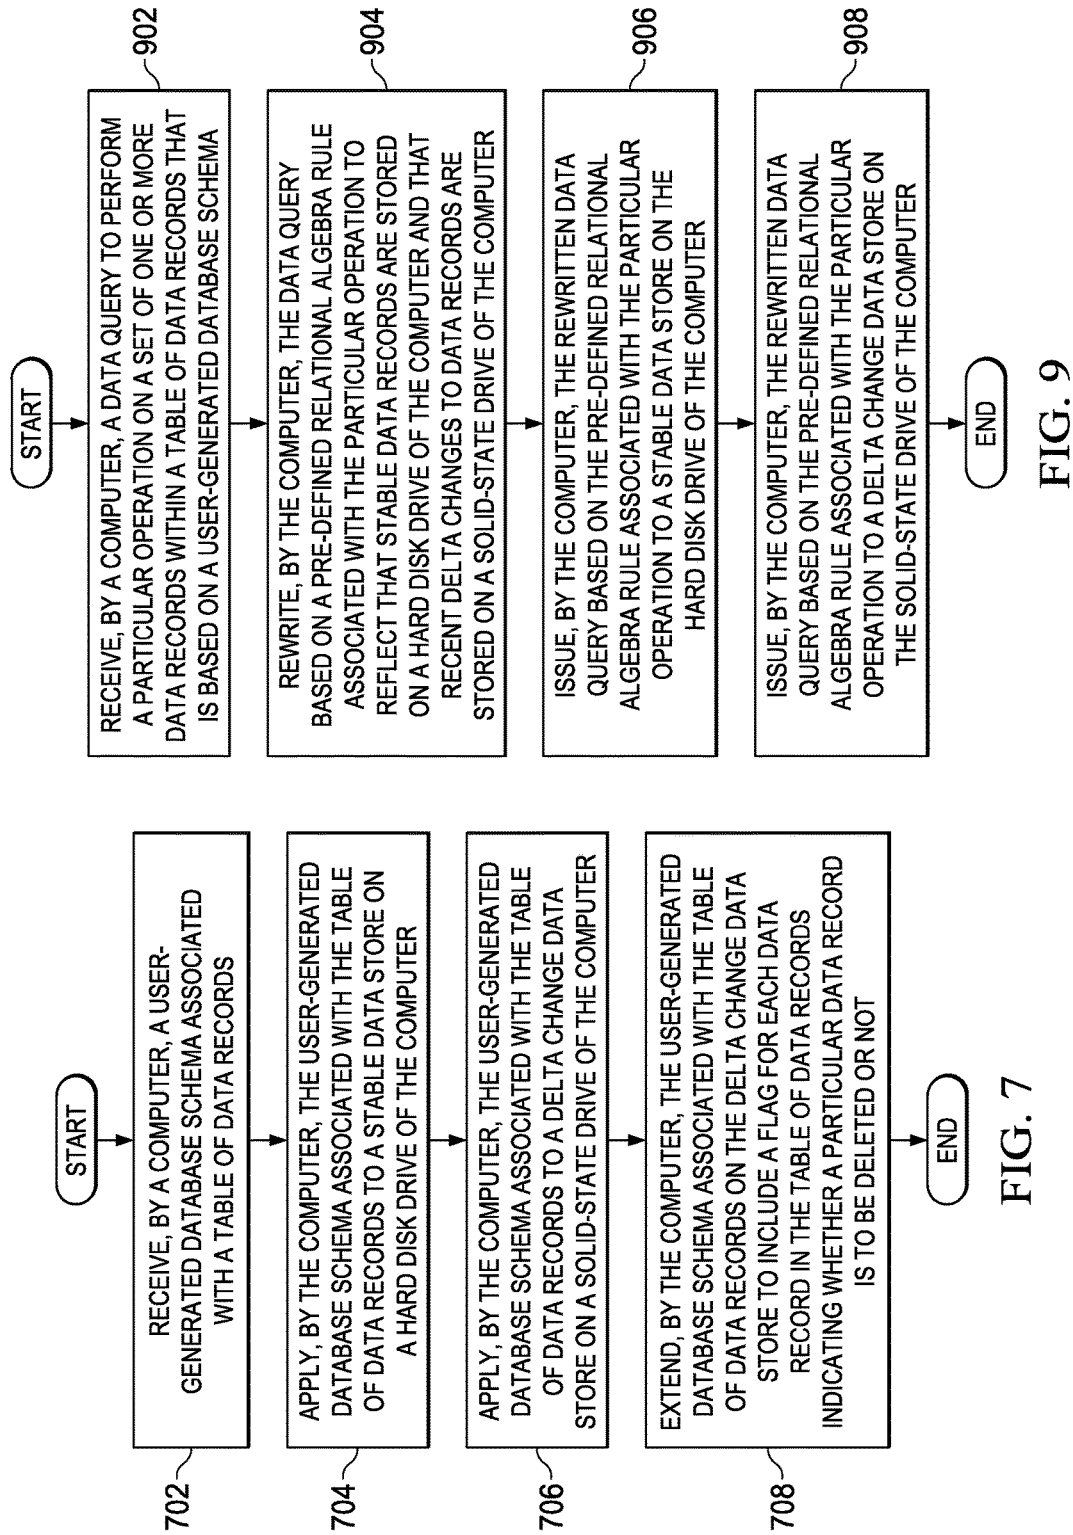 START
702
RECEIVE, BY A COMPUTER, A USER-
GENERATED DATABASE SCHEMA ASSOCIATED
WITH A TABLE OF DATA RECORDS
704
APPLY, BY THE COMPUTER, THE USER-GENERATED
DATABASE SCHEMA ASSOCIATED WITH THE TABLE
OF DATA RECORDS TO A STABLE DATA STORE ON
A HARD DISK DRIVE OF THE COMPUTER
706
APPLY, BY THE COMPUTER, THE USER-GENERATED
DATABASE SCHEMA ASSOCIATED WITH THE TABLE
OF DATA RECORDS TO A DELTA CHANGE DATA
STORE ON A SOLID-STATE DRIVE OF THE COMPUTER
708
EXTEND, BY THE COMPUTER, THE USER-GENERATED
DATABASE SCHEMA ASSOCIATED WITH THE TABLE
OF DATA RECORDS ON THE DELTA CHANGE DATA
STORE TO INCLUDE A FLAG FOR EACH DATA
RECORD IN THE TABLE OF DATA RECORDS
INDICATING WHETHER A PARTICULAR DATA RECORD
IS TO BE DELETED OR NOT
END
FIG. 7
START
RECEIVE, BY A COMPUTER, A DATA QUERY TO PERFORM
A PARTICULAR OPERATION ON A SET OF ONE OR MORE
DATA RECORDS WITHIN A TABLE OF DATA RECORDS THAT
IS BASED ON A USER-GENERATED DATABASE SCHEMA
902
REWRITE, BY THE COMPUTER, THE DATA QUERY
BASED ON A PRE-DEFINED RELATIONAL ALGEBRA RULE
ASSOCIATED WITH THE PARTICULAR OPERATION TO
REFLECT THAT STABLE DATA RECORDS ARE STORED
ON A HARD DISK DRIVE OF THE COMPUTER AND THAT
RECENT DELTA CHANGES TO DATA RECORDS ARE
STORED ON A SOLID-STATE DRIVE OF THE COMPUTER
904
ISSUE, BY THE COMPUTER, THE REWRITTEN DATA
QUERY BASED ON THE PRE-DEFINED RELATIONAL
ALGEBRA RULE ASSOCIATED WITH THE PARTICULAR
OPERATION TO A STABLE DATA STORE ON THE
HARD DISK DRIVE OF THE COMPUTER
906
ISSUE, BY THE COMPUTER, THE REWRITTEN DATA
QUERY BASED ON THE PRE-DEFINED RELATIONAL
ALGEBRA RULE ASSOCIATED WITH THE PARTICULAR
OPERATION TO A DELTA CHANGE DATA STORE ON
THE SOLID-STATE DRIVE OF THE COMPUTER
908
END
FIG. 9